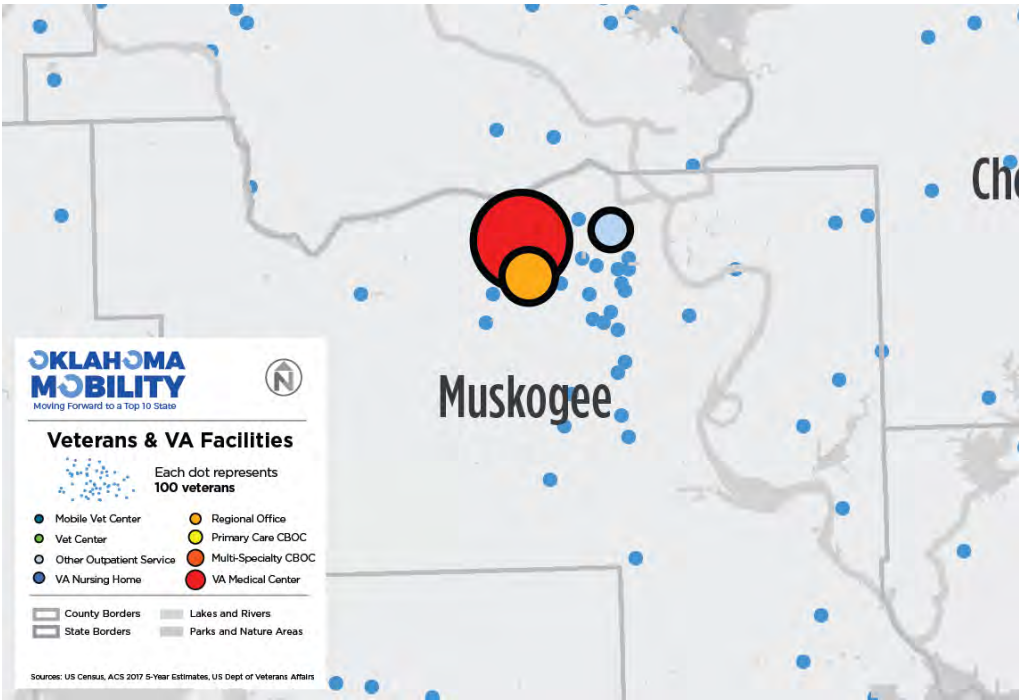 Che
Muskogee
OKLAHOMA
MOBILITY
Moving Forward to a Top 10 State
N
Veterans & VA Facilities
Each dot represents
100 veterans
Mobile Vet Center
Regional Office
Vet Center
Primary Care CBOC
Other Outpatient Service
Multi-Specialty CBOC
VA Nursing Home
VA Medical Center
County Borders
Lakes and Rivers
State Borders
Parks and Nature Areas
Sources: US Census, ACS 2017 5-Year Estimates, US Dept of Veterans Affairs